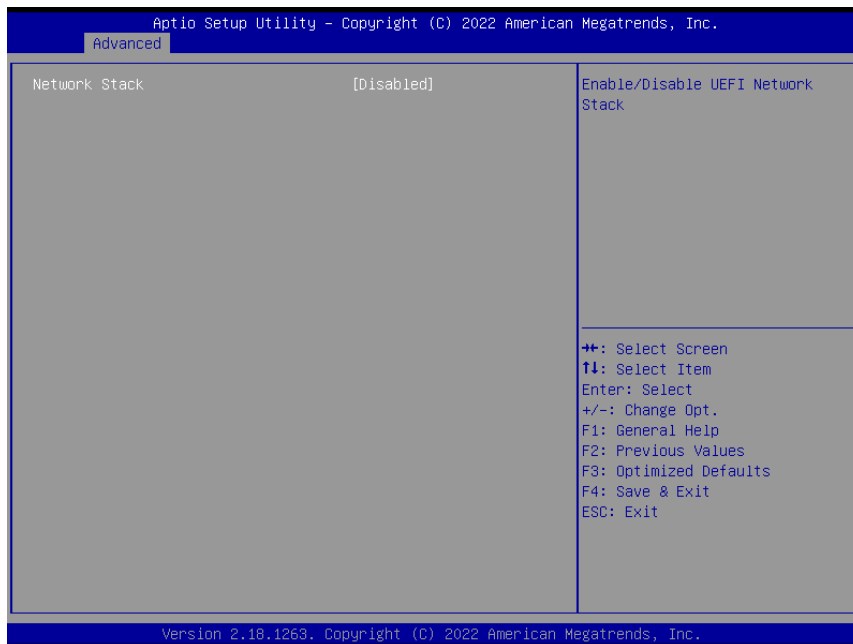 Aptio Setup Utility – Copyright (C) 2022 American Megatrends, Inc.
Advanced
Network Stack [Disabled]
Enable/Disable UEFI Network
Stack
→←: Select Screen
↑↓: Select Item
Enter: Select
+/-: Change Opt.
F1: General Help
F2: Previous Values
F3: Optimized Defaults
F4: Save & Exit
ESC: Exit
Version 2.18.1263. Copyright (C) 2022 American Megatrends, Inc.